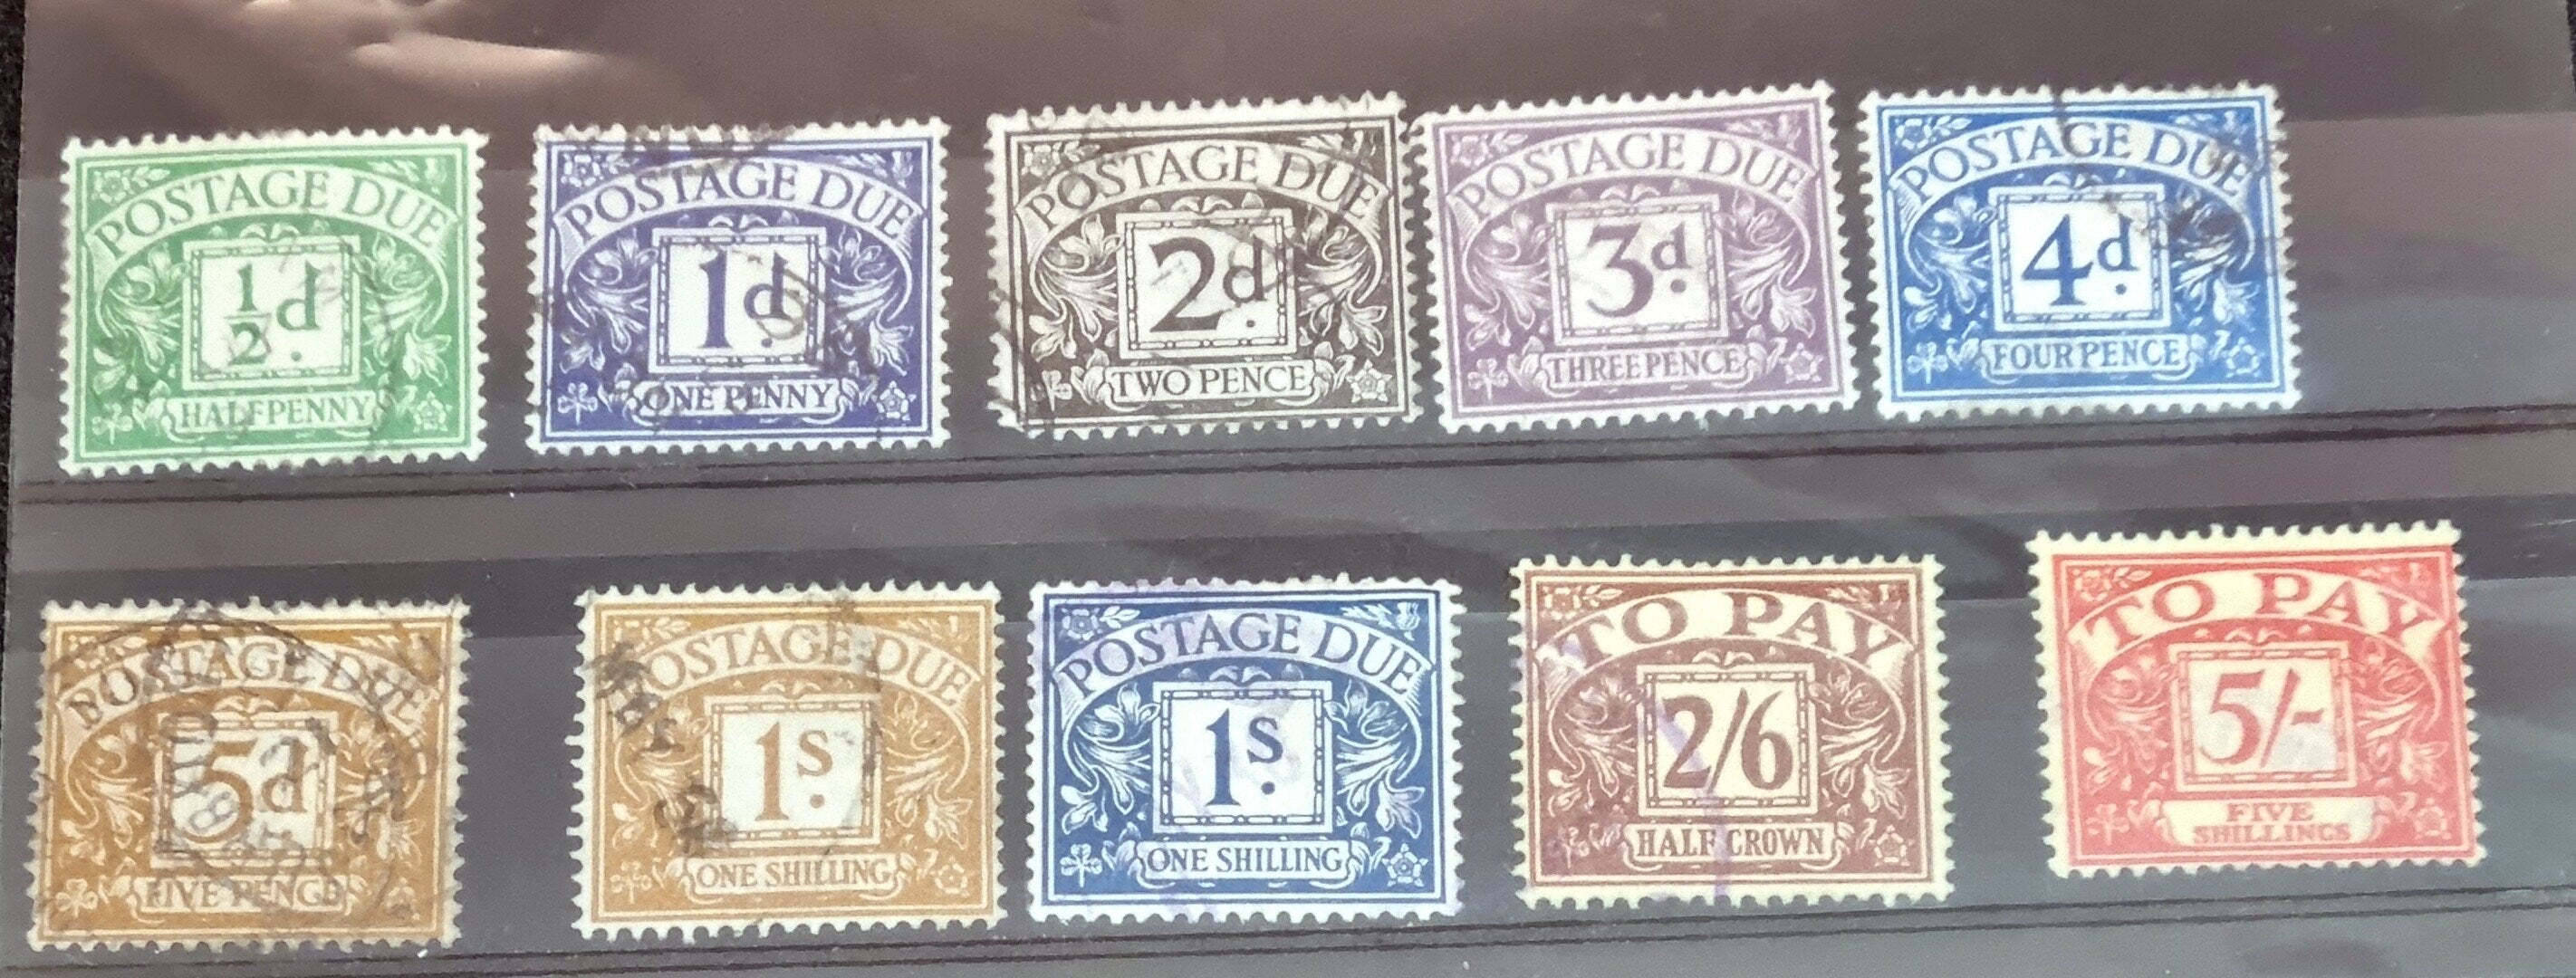 POSTAGE DUE
1/2d.
HALFPENNY
POSTAGE DUE
1d.
ONE PENNY
POSTAGE DUE
2d.
TWO PENCE
POSTAGE DUE
3d.
THREE PENCE
POSTAGE DUE
4d.
FOUR PENCE
POSTAGE DUE
5d
FIVE PENCE
POSTAGE DUE
1s.
ONE SHILLING
POSTAGE DUE
1s.
ONE SHILLING
TO PAY
2/6
HALF CROWN
TO PAY
5/-
FIVE
SHILLINGS